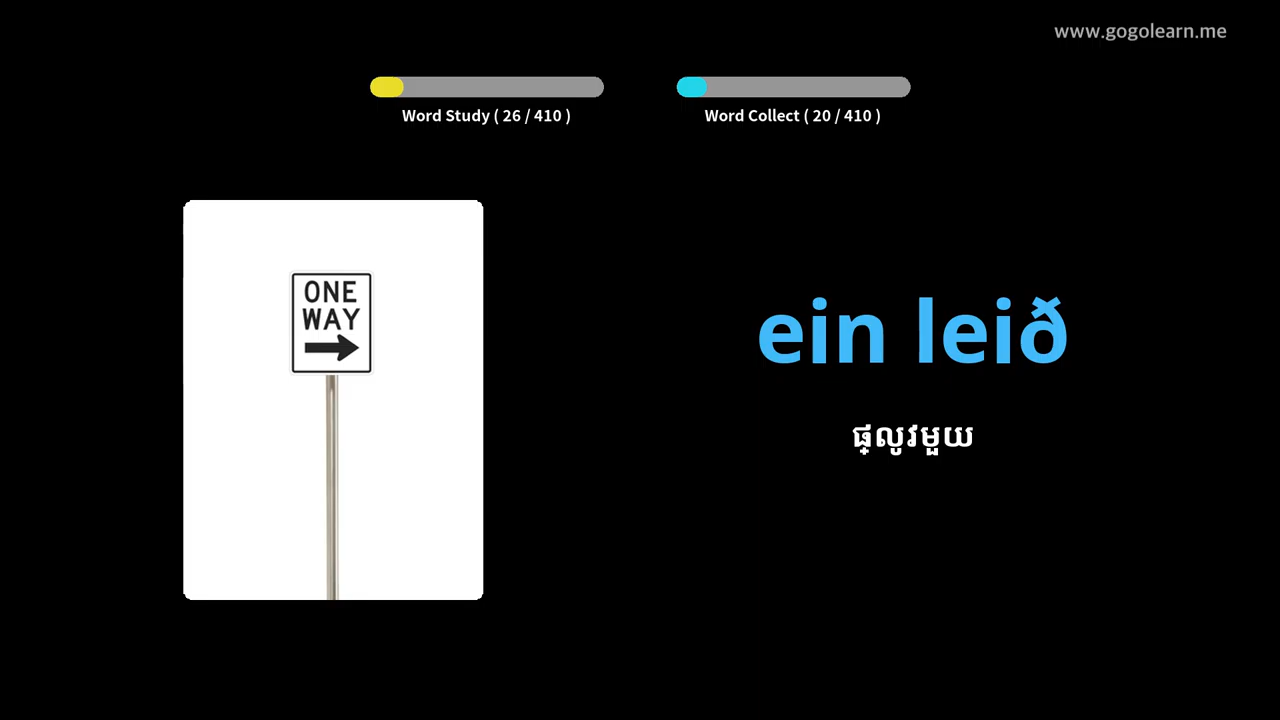 www.gogolearn.me
Word Study ( 26 / 410 )
Word Collect ( 20 / 410 )
ONE
WAY
ein leið
ផ្លូវមួយ